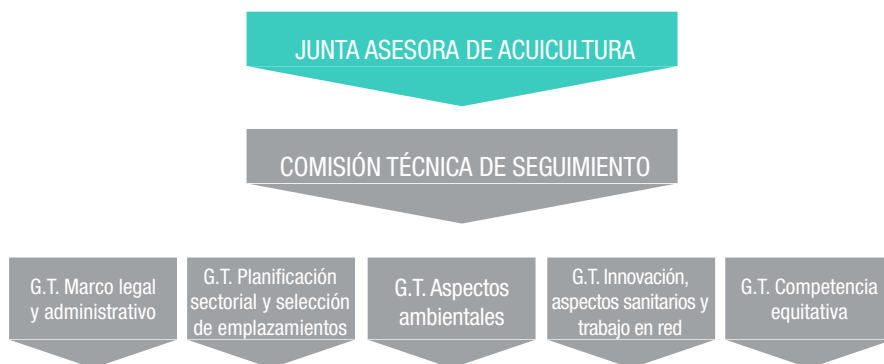 JUNTA ASESORA DE ACUICULTURA
COMISIÓN TÉCNICA DE SEGUIMIENTO
G.T. Marco legal
y administrativo
G.T. Planificación
sectorial y selección
de emplazamientos
G.T. Aspectos
ambientales
G.T. Innovación,
aspectos sanitarios y
trabajo en red
G.T. Competencia
equitativa